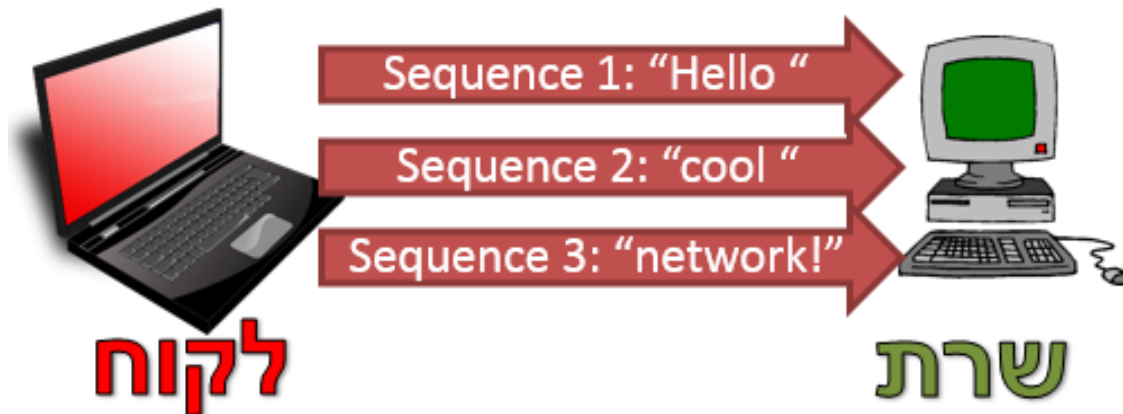 Sequence 1: “Hello “
Sequence 2: “cool “
Sequence 3: “network!”
לקוח
שרת